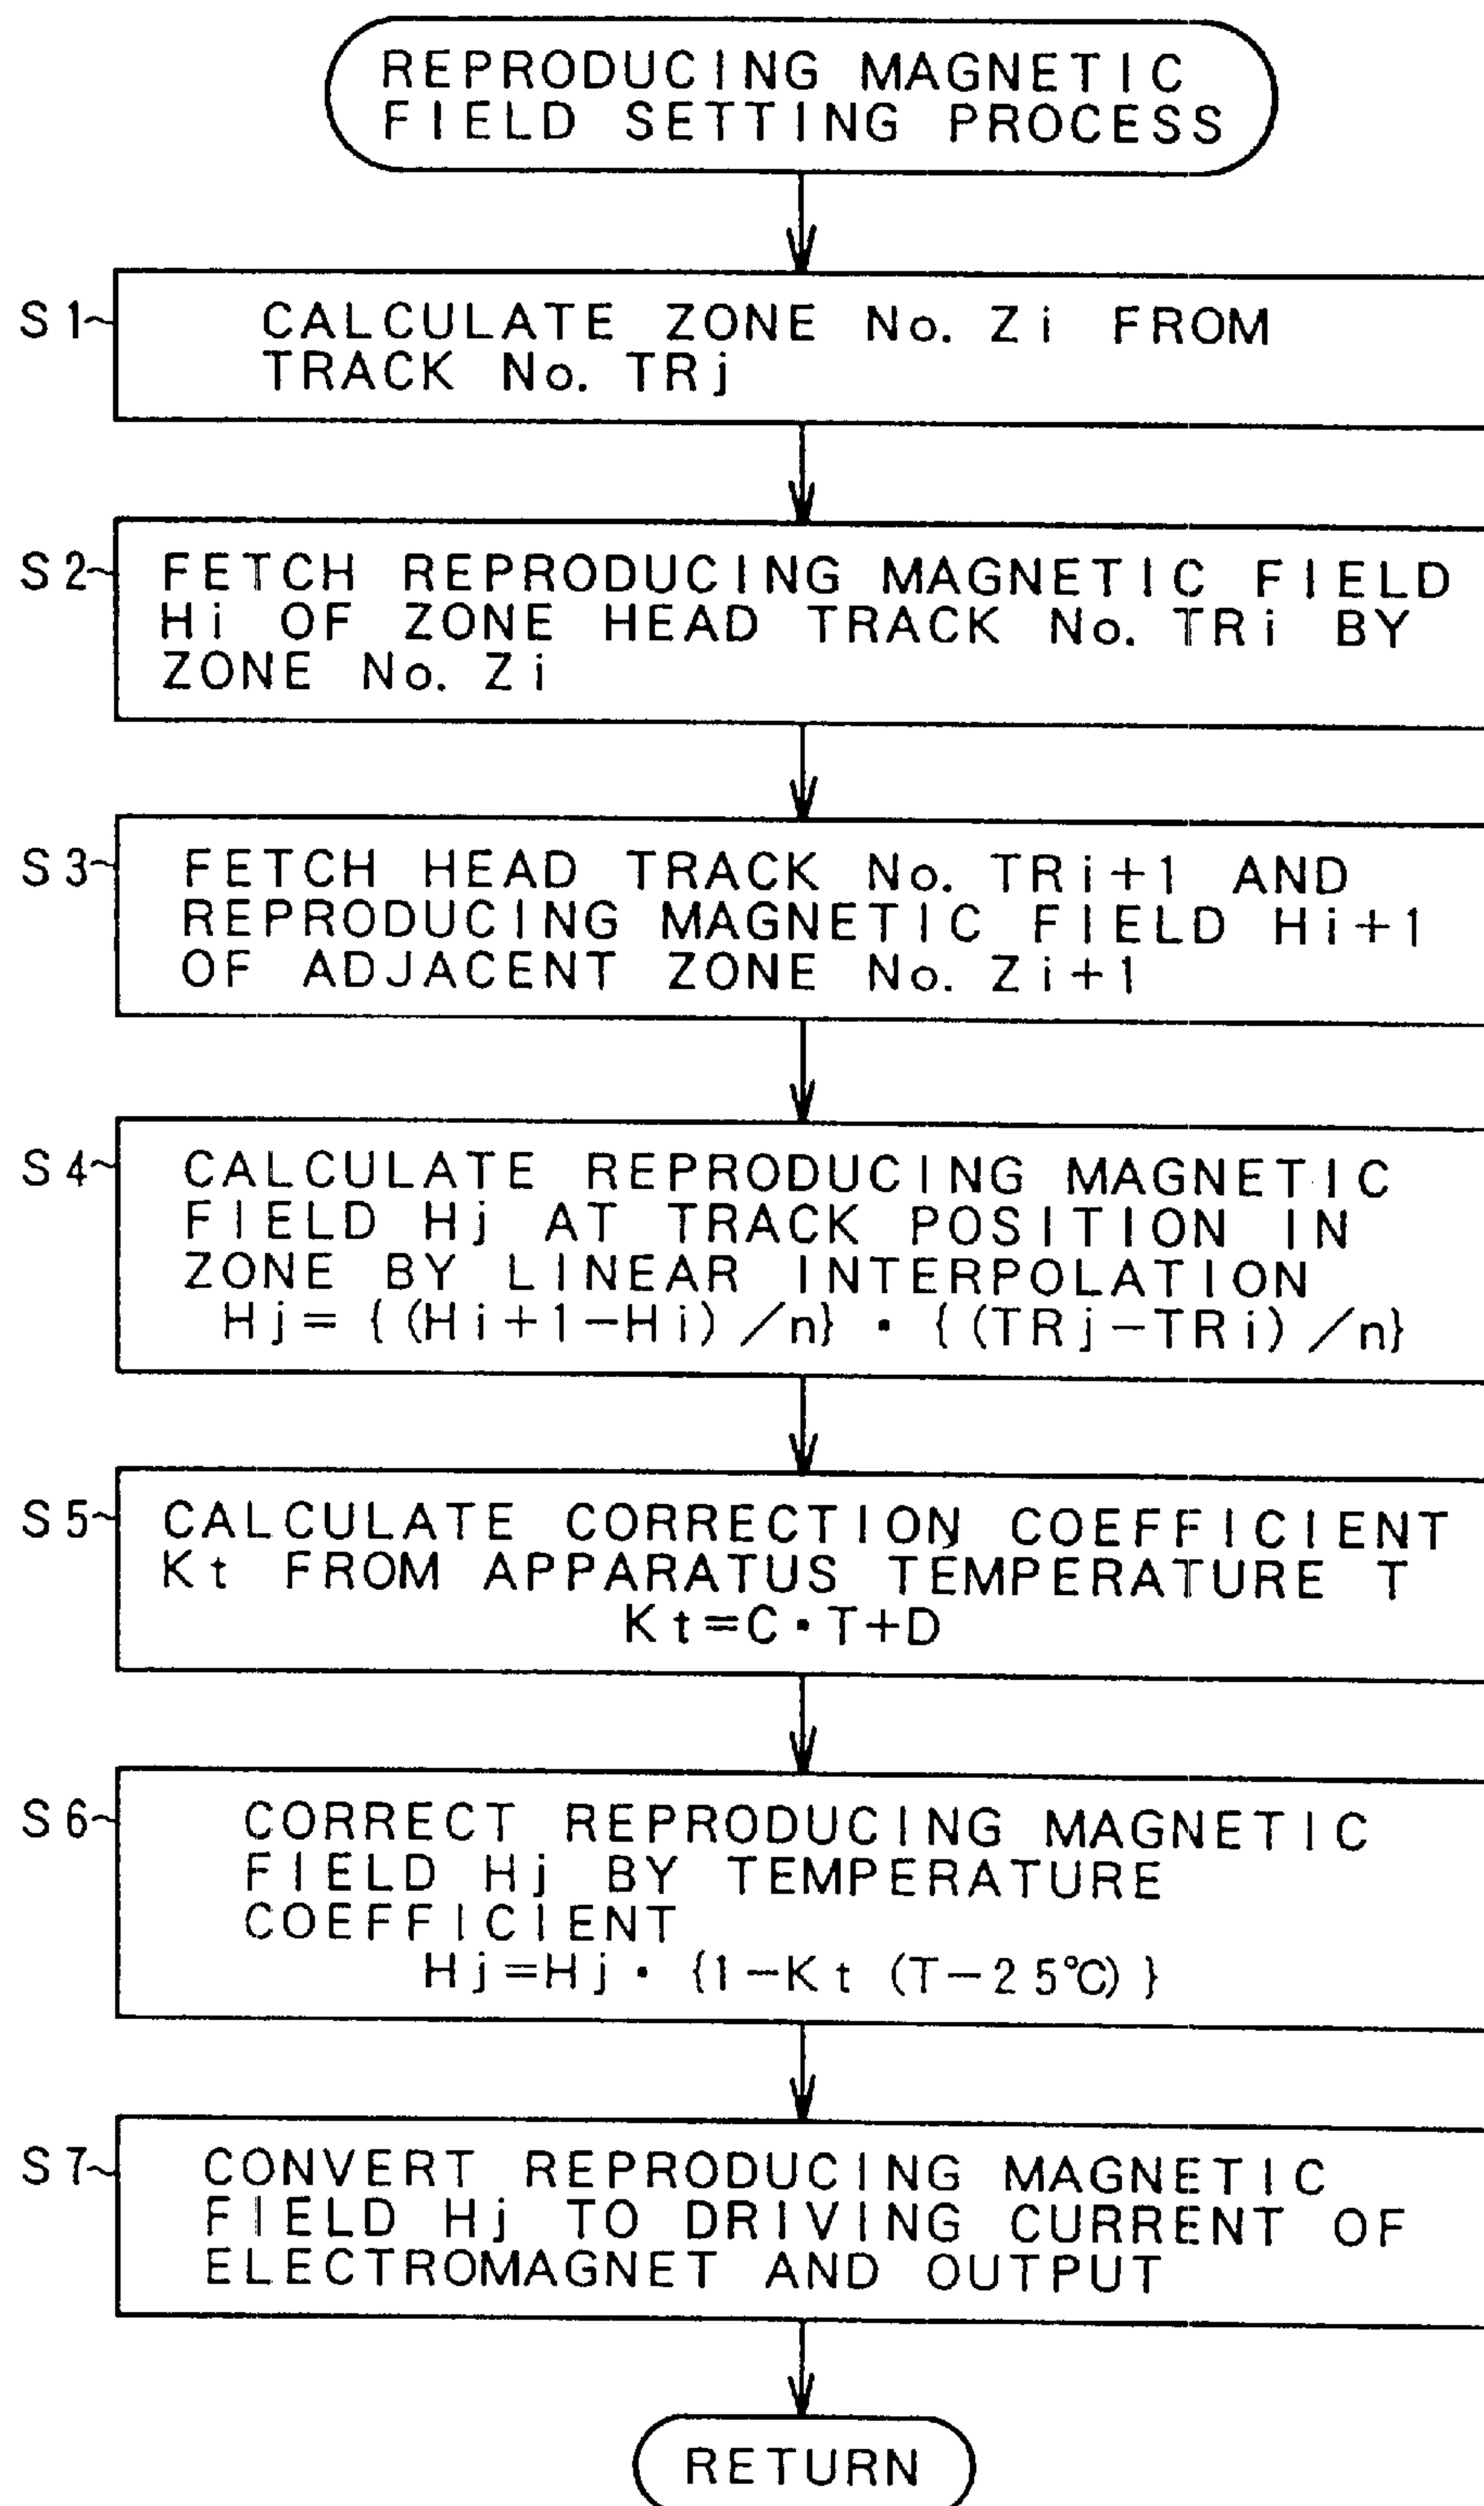 REPRODUCING MAGNETIC
FIELD SETTING PROCESS
S1
CALCULATE ZONE No. Zi FROM
TRACK No. TRj
S2
FETCH REPRODUCING MAGNETIC FIELD
Hi OF ZONE HEAD TRACK No. TRi BY
ZONE No. Zi
S3
FETCH HEAD TRACK No. TRi+1 AND
REPRODUCING MAGNETIC FIELD Hi+1
OF ADJACENT ZONE No. Zi+1
S4
CALCULATE REPRODUCING MAGNETIC
FIELD Hj AT TRACK POSITION IN
ZONE BY LINEAR INTERPOLATION
Hj={(Hi+1-Hi)/n}・{(TRj-TRi)/n}
S5
CALCULATE CORRECTION COEFFICIENT
Kt FROM APPARATUS TEMPERATURE T
Kt=C・T+D
S6
CORRECT REPRODUCING MAGNETIC
FIELD Hj BY TEMPERATURE
COEFFICIENT
Hj=Hj・{1-Kt(T-25℃)}
S7
CONVERT REPRODUCING MAGNETIC
FIELD Hj TO DRIVING CURRENT OF
ELECTROMAGNET AND OUTPUT
RETURN